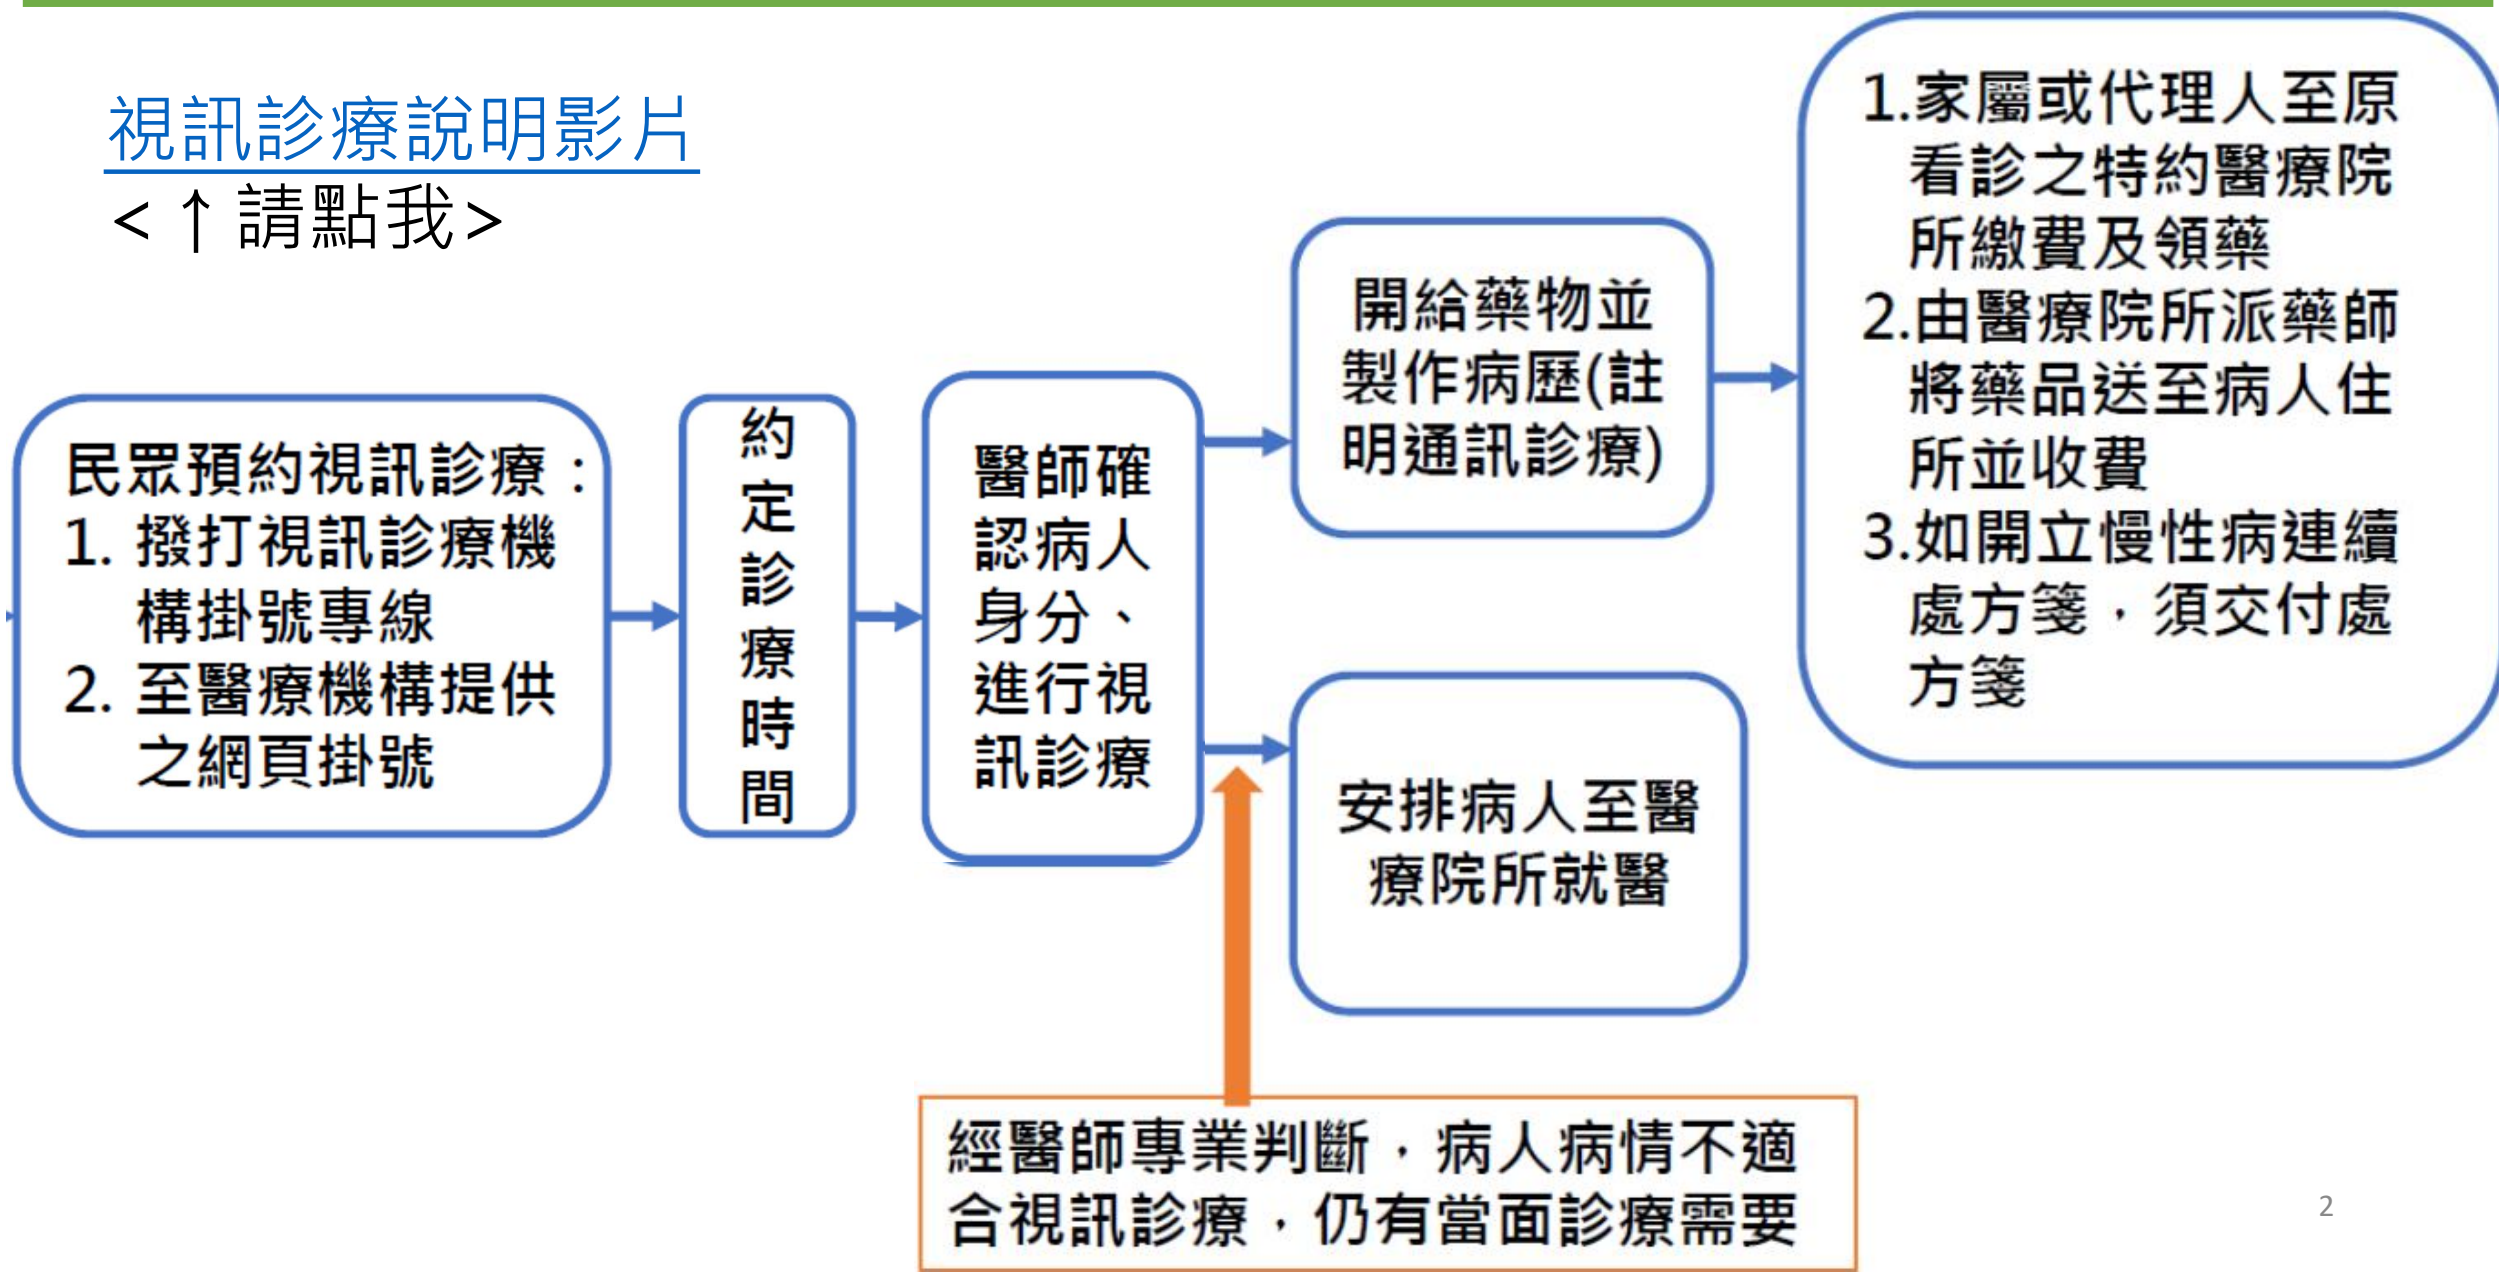 視訊診療說明影片
<↑請點我>
民眾預約視訊診療：
1. 撥打視訊診療機
構掛號專線
2. 至醫療機構提供
之網頁掛號
約
定
診
療
時
間
醫師確
認病人
身分、
進行視
訊診療
開給藥物並
製作病歷(註
明通訊診療)
1.家屬或代理人至原
看診之特約醫療院
所繳費及領藥
2.由醫療院所派藥師
將藥品送至病人住
所並收費
3.如開立慢性病連續
處方箋，須交付處
方箋
安排病人至醫
療院所就醫
經醫師專業判斷，病人病情不適
合視訊診療，仍有當面診療需要
2